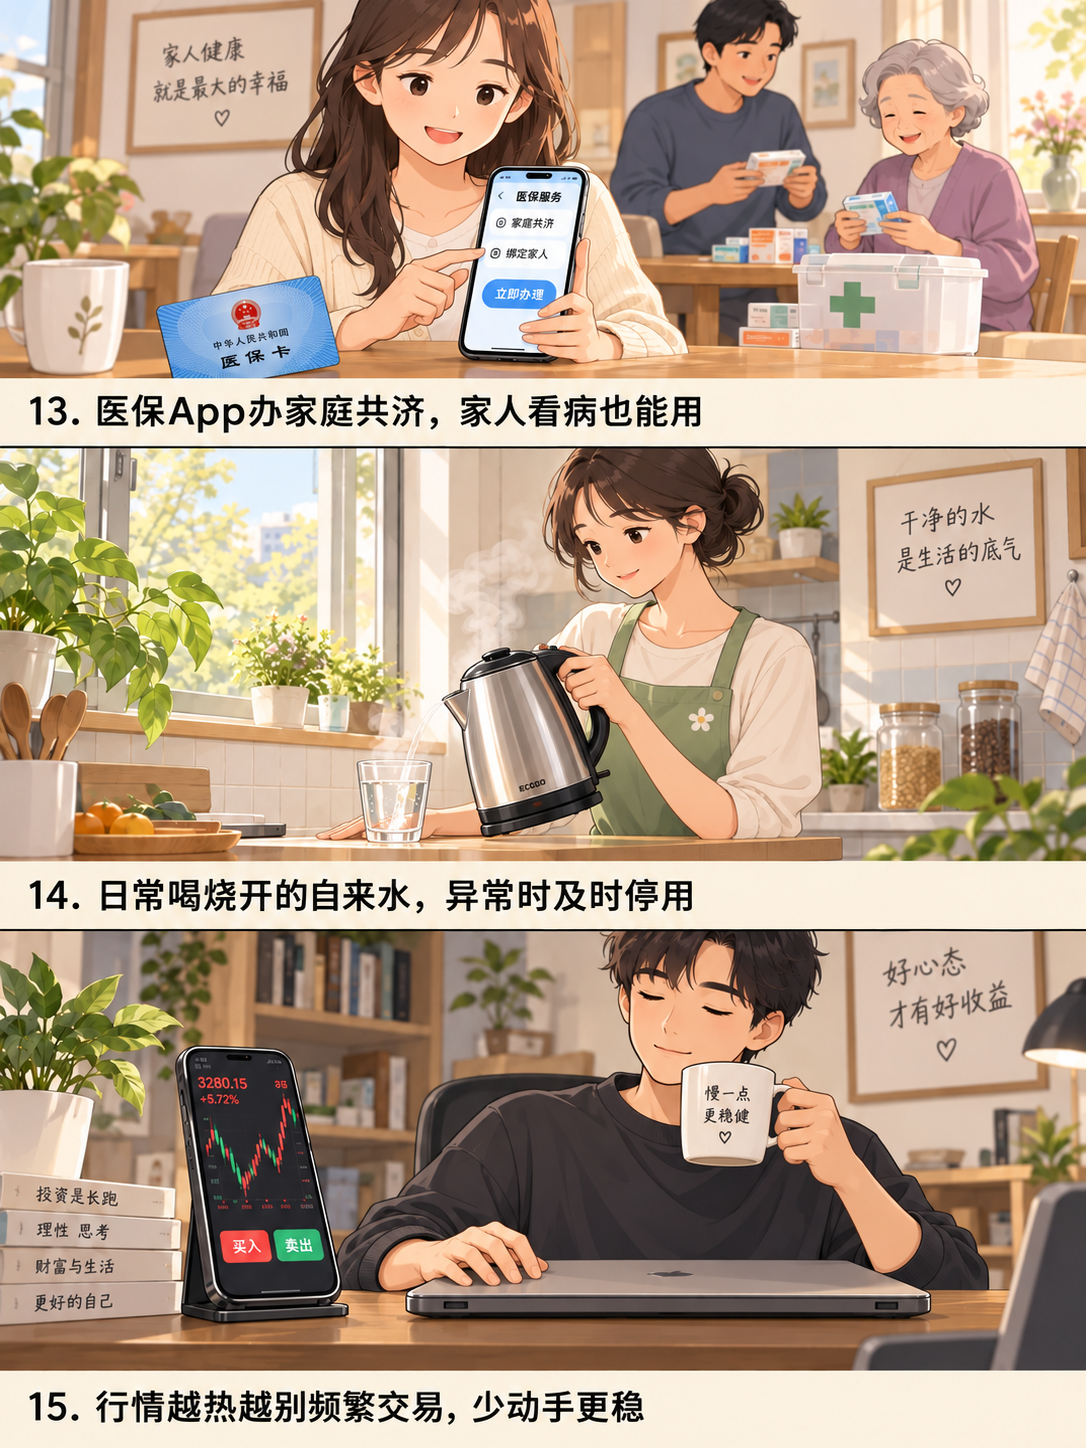 家人健康
就是最大的幸福
医保服务
家庭共济
绑定家人
立即办理
中华人民共和国
医保卡
13. 医保App办家庭共济，家人看病也能用
干净的水
是生活的底气
ECOBO
14. 日常喝烧开的自来水，异常时及时停用
好心态
才有好收益
3280.15
+5.72%
慢一点
更稳健
买入
卖出
投资是长跑
理性 思考
财富与生活
更好的自己
15. 行情越热越别频繁交易, 少动手更稳